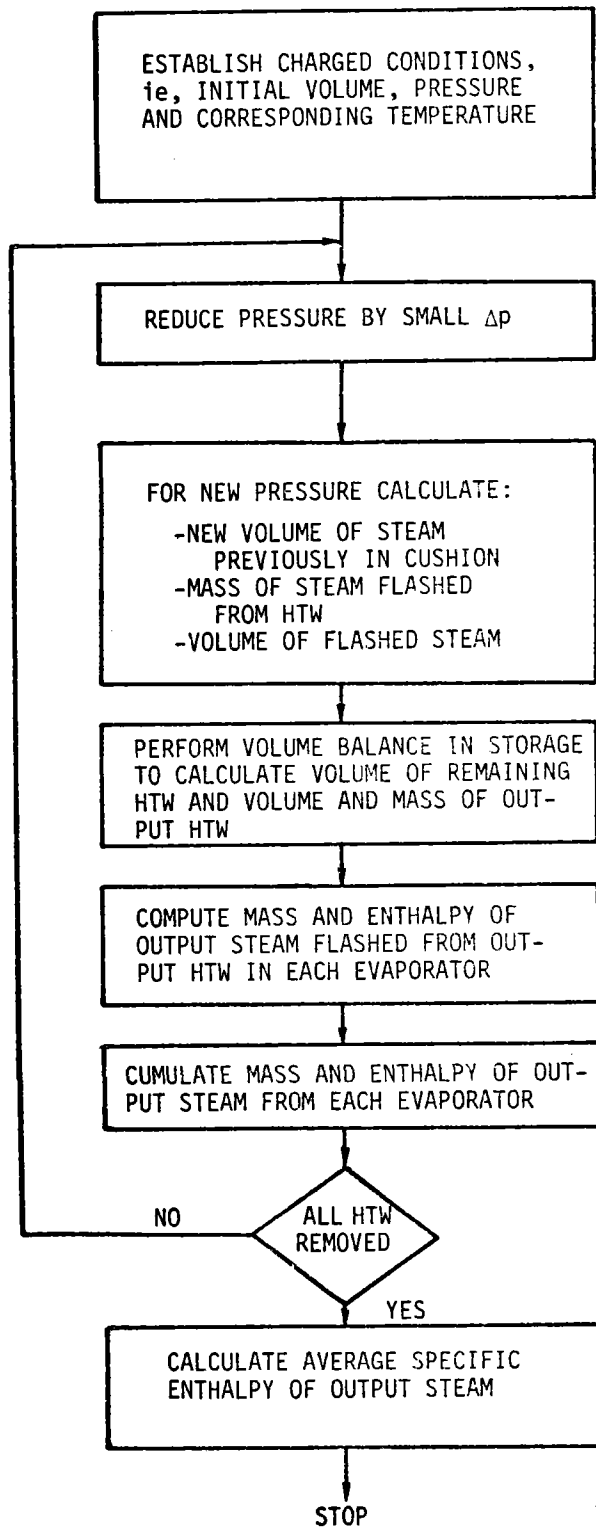 ESTABLISH CHARGED CONDITIONS,
ie, INITIAL VOLUME, PRESSURE
AND CORRESPONDING TEMPERATURE
REDUCE PRESSURE BY SMALL Δp
FOR NEW PRESSURE CALCULATE:
-NEW VOLUME OF STEAM
PREVIOUSLY IN CUSHION
-MASS OF STEAM FLASHED
FROM HTW
-VOLUME OF FLASHED STEAM
PERFORM VOLUME BALANCE IN STORAGE
TO CALCULATE VOLUME OF REMAINING
HTW AND VOLUME AND MASS OF OUT-
PUT HTW
COMPUTE MASS AND ENTHALPY OF
OUTPUT STEAM FLASHED FROM OUT-
PUT HTW IN EACH EVAPORATOR
CUMULATE MASS AND ENTHALPY OF OUT-
PUT STEAM FROM EACH EVAPORATOR
NO
ALL HTW
REMOVED
YES
CALCULATE AVERAGE SPECIFIC
ENTHALPY OF OUTPUT STEAM
STOP